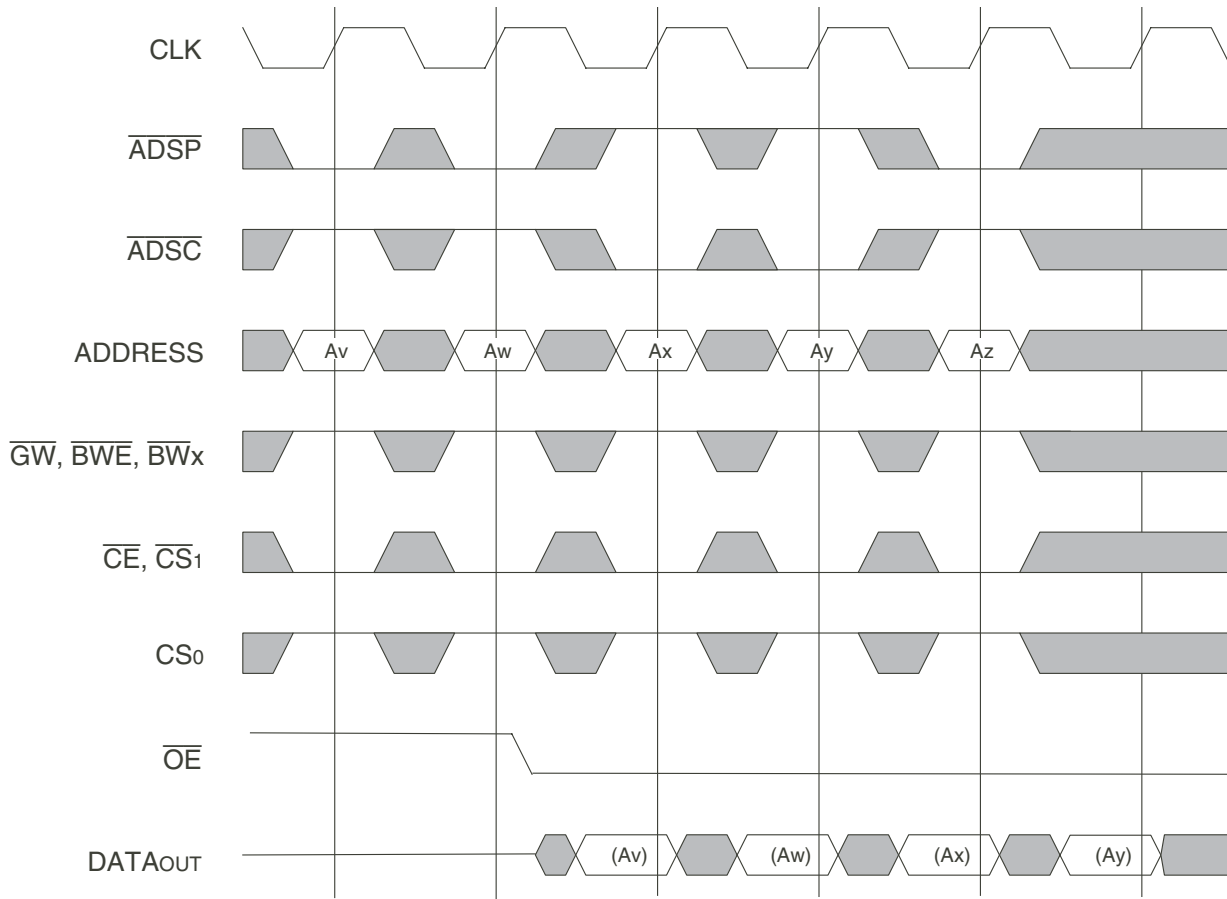 CLK
ADSP
ADSC
ADDRESS Av Aw Ax Ay Az
GW, BWE, BWx
CE, CS1
CS0
OE
DATAOUT (Av) (Aw) (Ax) (Ay)